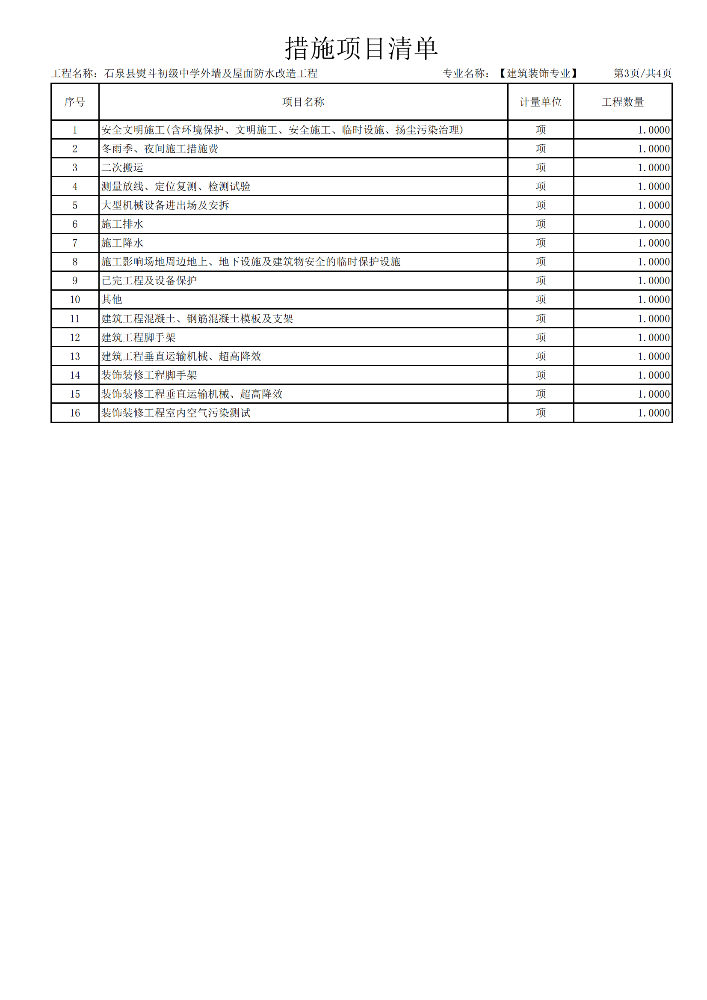 措施项目清单
工程名称：石泉县熨斗初级中学外墙及屋面防水改造工程 专业名称：【建筑装饰专业】 第3页/共4页
序号 项目名称 计量单位 工程数量
1 安全文明施工(含环境保护、文明施工、安全施工、临时设施、扬尘污染治理) 项 1.0000
2 冬雨季、夜间施工措施费 项 1.0000
3 二次搬运 项 1.0000
4 测量放线、定位复测、检测试验 项 1.0000
5 大型机械设备进出场及安拆 项 1.0000
6 施工排水 项 1.0000
7 施工降水 项 1.0000
8 施工影响场地周边地上、地下设施及建筑物安全的临时保护设施 项 1.0000
9 已完工程及设备保护 项 1.0000
10 其他 项 1.0000
11 建筑工程混凝土、钢筋混凝土模板及支架 项 1.0000
12 建筑工程脚手架 项 1.0000
13 建筑工程垂直运输机械、超高降效 项 1.0000
14 装饰装修工程脚手架 项 1.0000
15 装饰装修工程垂直运输机械、超高降效 项 1.0000
16 装饰装修工程室内空气污染测试 项 1.0000